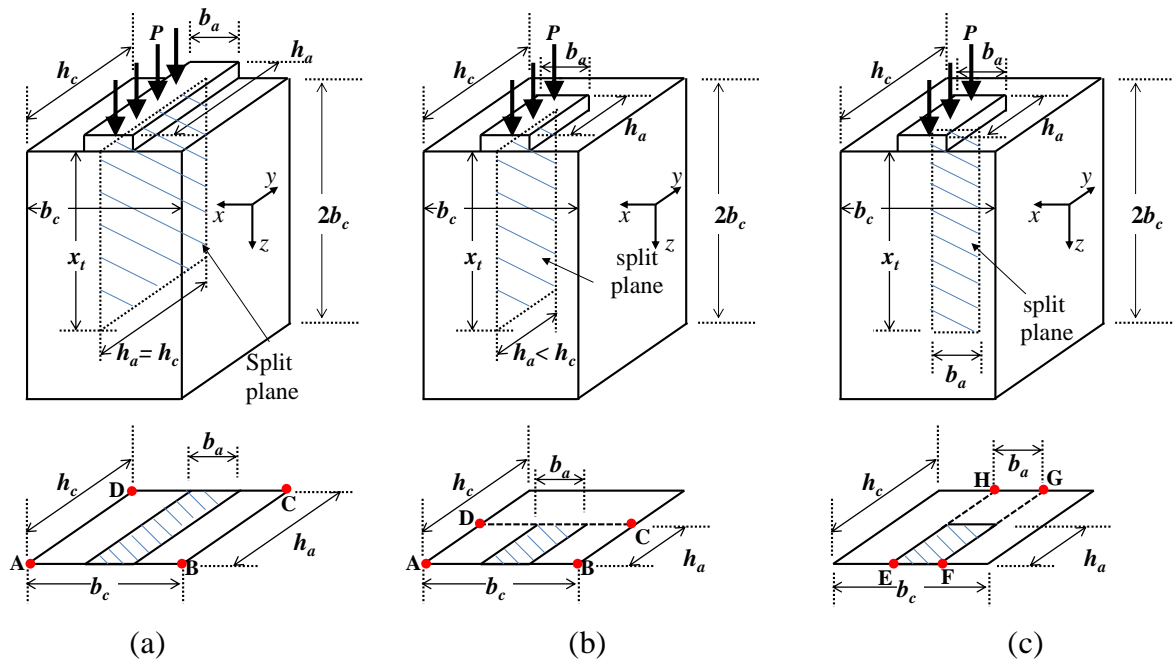 P
b_a
h_a
h_c
2b_c
y
x
z
b_c
x_t
h_a = h_c
Split
plane
b_a
h_c
D
C
h_a
A
B
b_c
(a)
P
b_a
h_c
h_a
2b_c
y
x
z
b_c
x_t
split
plane
h_a < h_c
b_a
h_c
D
C
h_a
A
B
b_c
(b)
P
b_a
h_c
h_a
2b_c
y
x
z
b_c
x_t
split
plane
b_a
b_a
H
G
h_c
h_a
E
F
b_c
(c)